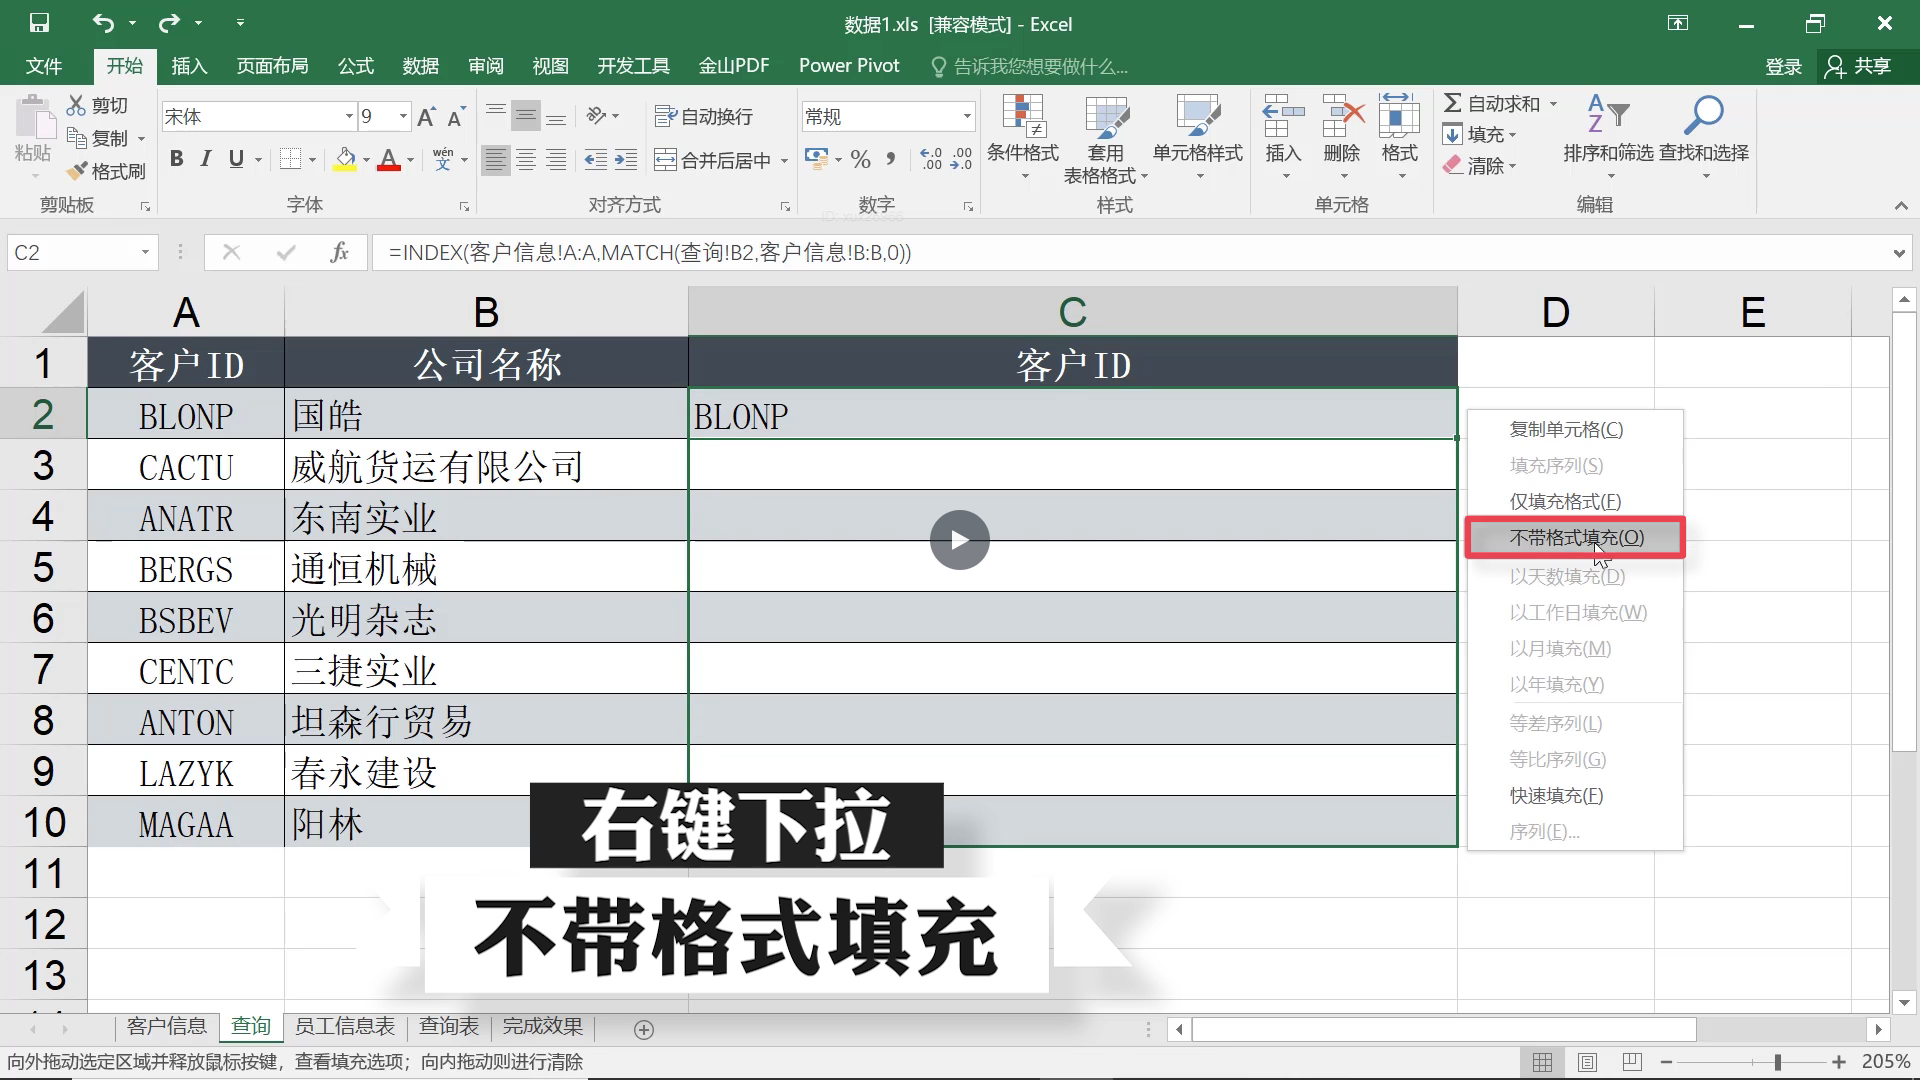 数据1.xls [兼容模式] - Excel
文件 开始 插入 页面布局 公式 数据 审阅 视图 开发工具 金山PDF Power Pivot 告诉我您想要做什么... 登录 共享
剪切
复制
格式刷
粘贴
剪贴板
宋体 9
B I U wén 文
字体
自动换行
合并后居中
对齐方式
常规
% , .00
数字
条件格式 套用表格格式 单元格样式
样式
插入 删除 格式
单元格
自动求和
填充
清除
排序和筛选 查找和选择
编辑
C2 fx =INDEX(客户信息!A:A,MATCH(查询!B2,客户信息!B:B,0))
A B C D E
1 客户ID 公司名称 客户ID
2 BLONP 国皓 BLONP
3 CACTU 威航货运有限公司
4 ANATR 东南实业
5 BERGS 通恒机械
6 BSBEV 光明杂志
7 CENTC 三捷实业
8 ANTON 坦森行贸易
9 LAZYK 春永建设
10 MAGAA 阳林
11
12
13
复制单元格(C)
填充序列(S)
仅填充格式(F)
不带格式填充(O)
以天数填充(D)
以工作日填充(W)
以月填充(M)
以年填充(Y)
等差序列(L)
等比序列(G)
快速填充(F)
序列(E)...
右键下拉
不带格式填充
客户信息 查询 员工信息表 查询表 完成效果
向外拖动选定区域并释放鼠标按键，查看填充选项；向内拖动则进行清除 205%